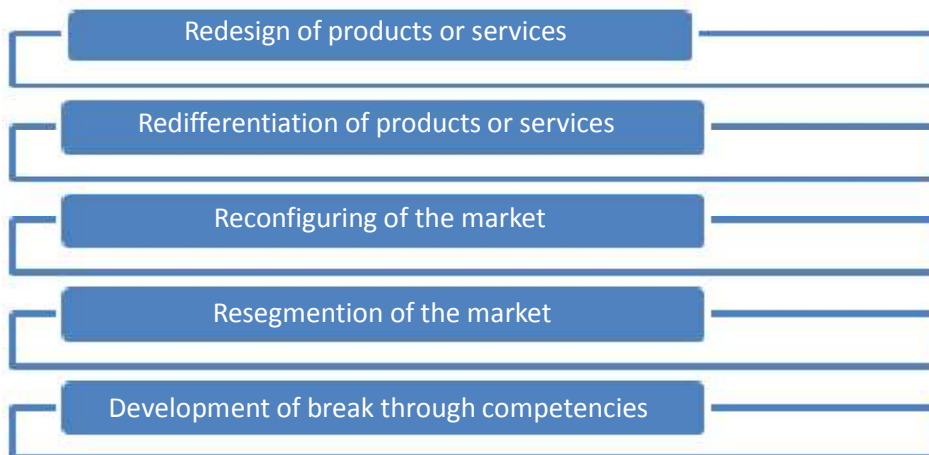 Redesign of products or services
Redifferentiation of products or services
Reconfiguring of the market
Resegmention of the market
Development of break through competencies